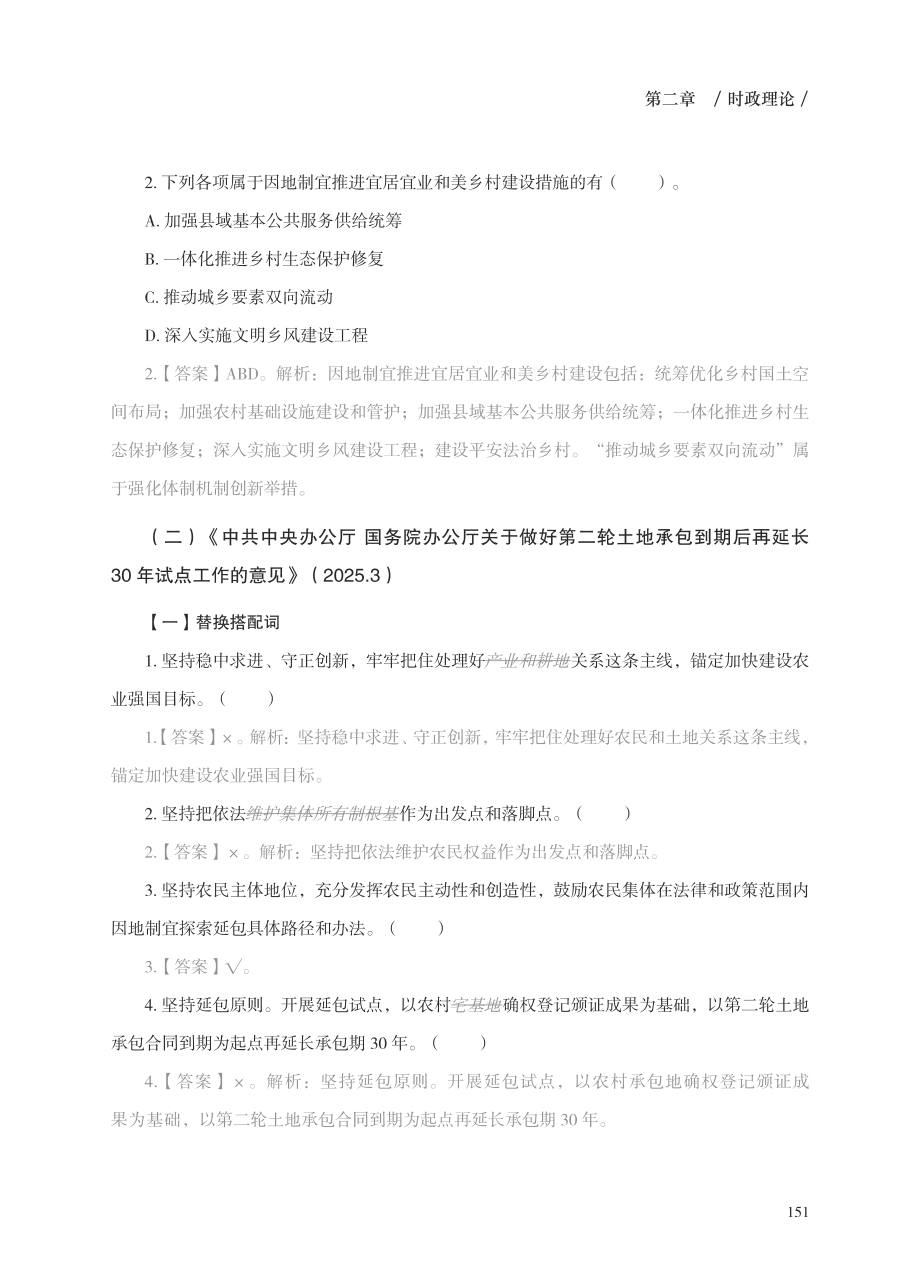 第二章 / 时政理论 /
2. 下列各项属于因地制宜推进宜居宜业和美乡村建设措施的有（ ）。
A. 加强县域基本公共服务供给统筹
B. 一体化推进乡村生态保护修复
C. 推动城乡要素双向流动
D. 深入实施文明乡风建设工程
2.【答案】ABD。解析：因地制宜推进宜居宜业和美乡村建设包括：统筹优化乡村国土空
间布局；加强农村基础设施建设和管护；加强县域基本公共服务供给统筹；一体化推进乡村生
态保护修复；深入实施文明乡风建设工程；建设平安法治乡村。“推动城乡要素双向流动”属
于强化体制机制创新举措。
（二）《中共中央办公厅 国务院办公厅关于做好第二轮土地承包到期后再延长
30 年试点工作的意见》（2025.3）
【一】替换搭配词
1. 坚持稳中求进、守正创新，牢牢把住处理好产业和耕地关系这条主线，锚定加快建设农
业强国目标。（ ）
1.【答案】×。解析：坚持稳中求进、守正创新，牢牢把住处理好农民和土地关系这条主线，
锚定加快建设农业强国目标。
2. 坚持把依法维护集体所有制根基作为出发点和落脚点。（ ）
2.【答案】×。解析：坚持把依法维护农民权益作为出发点和落脚点。
3. 坚持农民主体地位，充分发挥农民主动性和创造性，鼓励农民集体在法律和政策范围内
因地制宜探索延包具体路径和办法。（ ）
3.【答案】√。
4. 坚持延包原则。开展延包试点，以农村宅基地确权登记颁证成果为基础，以第二轮土地
承包合同到期为起点再延长承包期 30 年。（ ）
4.【答案】×。解析：坚持延包原则。开展延包试点，以农村承包地确权登记颁证成
果为基础，以第二轮土地承包合同到期为起点再延长承包期 30 年。
151